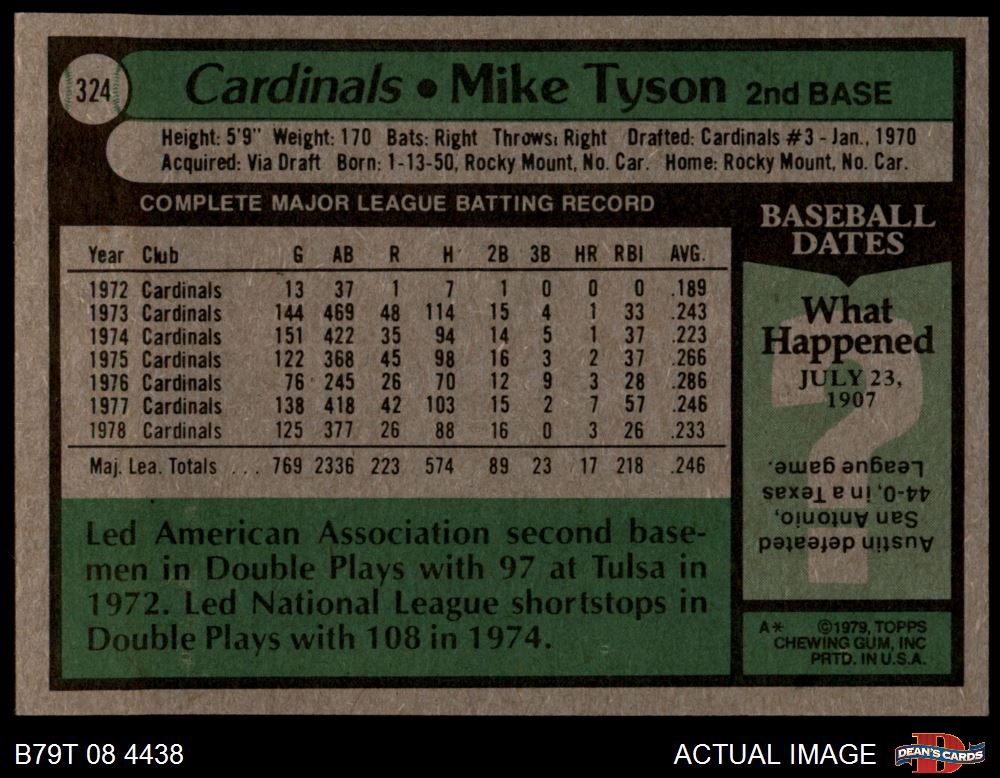 324
Cardinals • Mike Tyson 2nd BASE
Height: 5'9" Weight: 170 Bats: Right Throws: Right Drafted: Cardinals #3 - Jan., 1970
Acquired: Via Draft Born: 1-13-50, Rocky Mount, No. Car. Home: Rocky Mount, No. Car.
COMPLETE MAJOR LEAGUE BATTING RECORD
Year Club G AB R H 2B 3B HR RBI AVG.
1972 Cardinals 13 37 1 7 1 0 0 0 .189
1973 Cardinals 144 469 48 114 15 4 1 33 .243
1974 Cardinals 151 422 35 94 14 5 1 37 .223
1975 Cardinals 122 368 45 98 16 3 2 37 .266
1976 Cardinals 76 245 26 70 12 9 3 28 .286
1977 Cardinals 138 418 42 103 15 2 7 57 .246
1978 Cardinals 125 377 26 88 16 0 3 26 .233
Maj. Lea. Totals ... 769 2336 223 574 89 23 17 218 .246
Led American Association second base-
men in Double Plays with 97 at Tulsa in
1972. Led National League shortstops in
Double Plays with 108 in 1974.
BASEBALL
DATES
What
Happened
JULY 23,
1907
?
Austin defeated
San Antonio,
44-0, in a Texas
League game.
A* ©1979, TOPPS
CHEWING GUM, INC
PRTD. IN U.S.A.
B79T 08 4438
ACTUAL IMAGE
DEAN'S CARDS